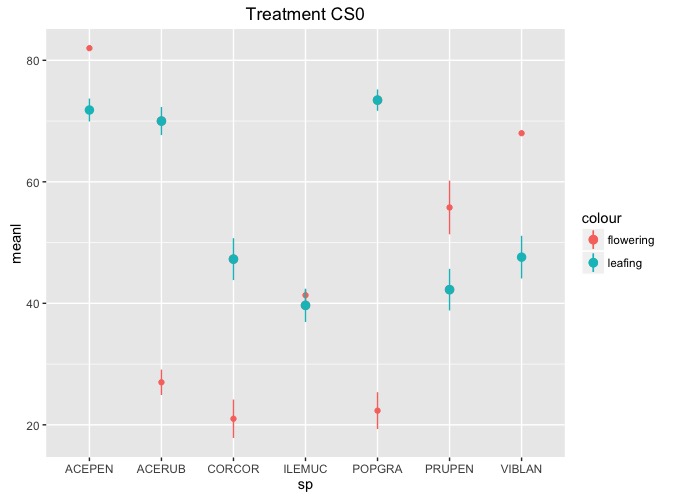 Treatment CS0
80
60
40
20
meanl
ACEPEN ACERUB CORCOR ILEMUC POPGRA PRUPEN VIBLAN
sp
colour
flowering
leafing